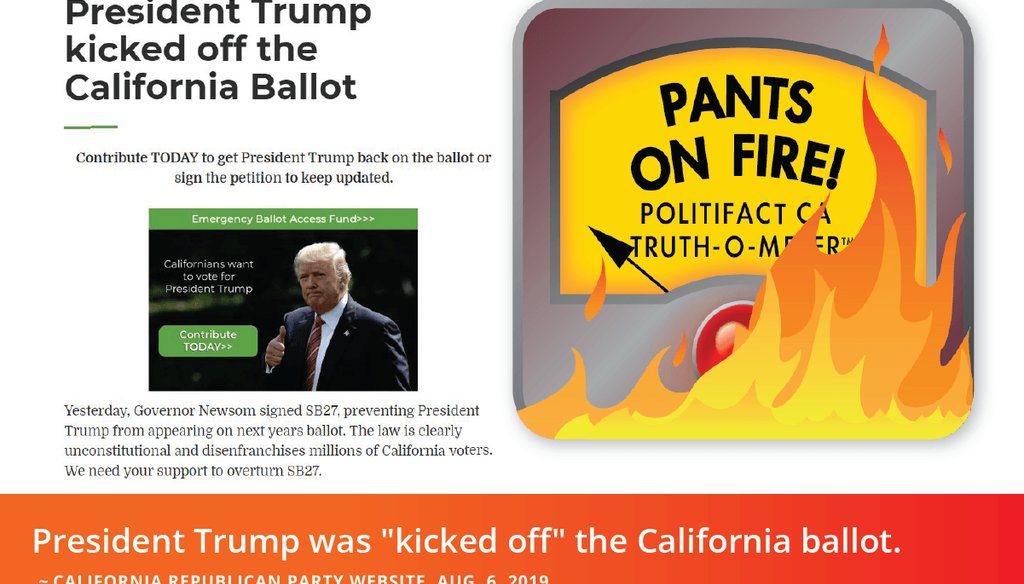 President Trump
kicked off the
California Ballot
Contribute TODAY to get President Trump back on the ballot or
sign the petition to keep updated.
Emergency Ballot Access Fund>>>
Californians want
to vote for
President Trump
Contribute
TODAY>>
Yesterday, Governor Newsom signed SB27, preventing President
Trump from appearing on next years ballot. The law is clearly
unconstitutional and disenfranchises millions of California voters.
We need your support to overturn SB27.
PANTS
ON FIRE!
POLITIFACT CA
TRUTH-O-METER™
President Trump was "kicked off" the California ballot.
~ CALIFORNIA REPUBLICAN PARTY WEBSITE, AUG. 6, 2019